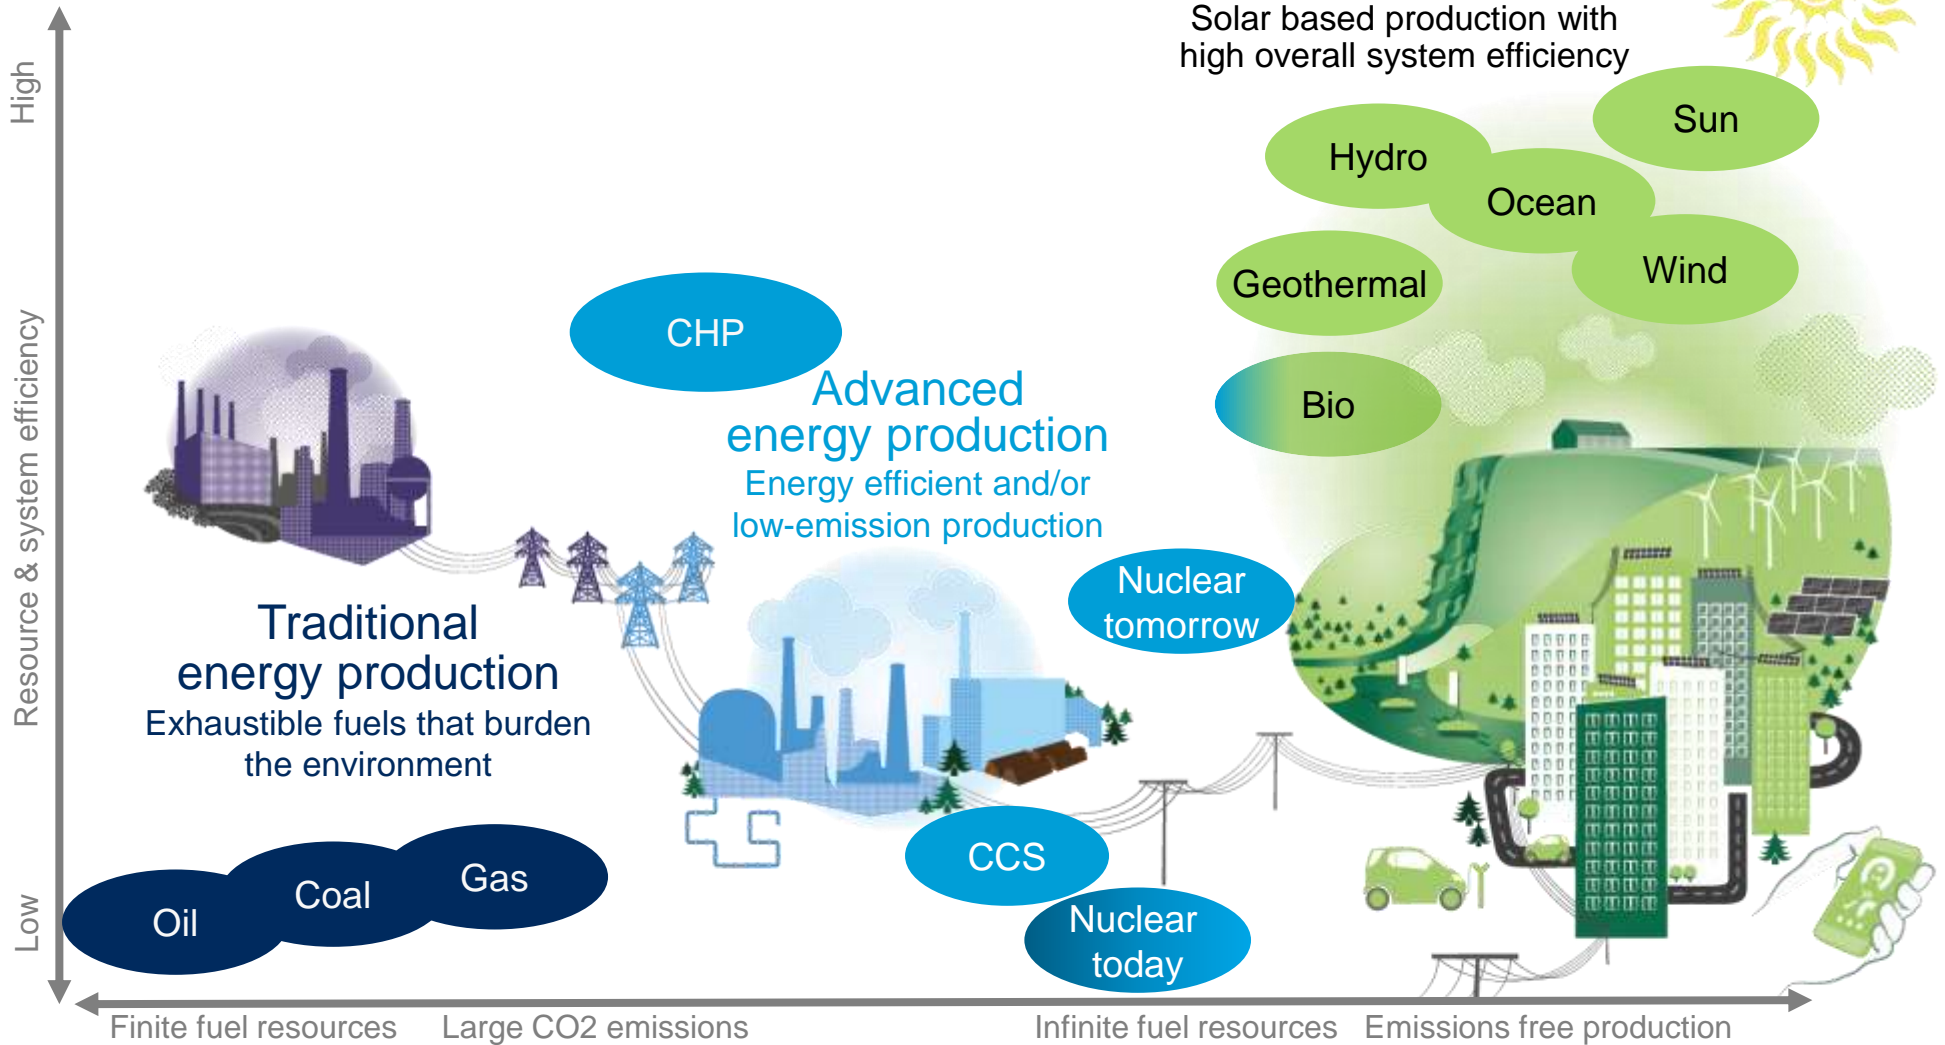 Solar based production with
high overall system efficiency
High
Resource & system efficiency
Low
Sun
Hydro
Ocean
Wind
Geothermal
Bio
CHP
Advanced
energy production
Energy efficient and/or
low-emission production
Nuclear
tomorrow
Traditional
energy production
Exhaustible fuels that burden
the environment
CCS
Nuclear
today
Gas
Coal
Oil
Finite fuel resources
Large CO2 emissions
Infinite fuel resources
Emissions free production